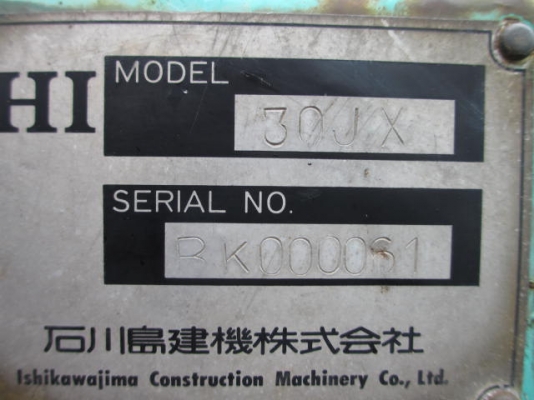 HI
MODEL
30JX
SERIAL NO.
石川島建機株式会社
Ishikawajima Construction Machinery Co., Ltd.